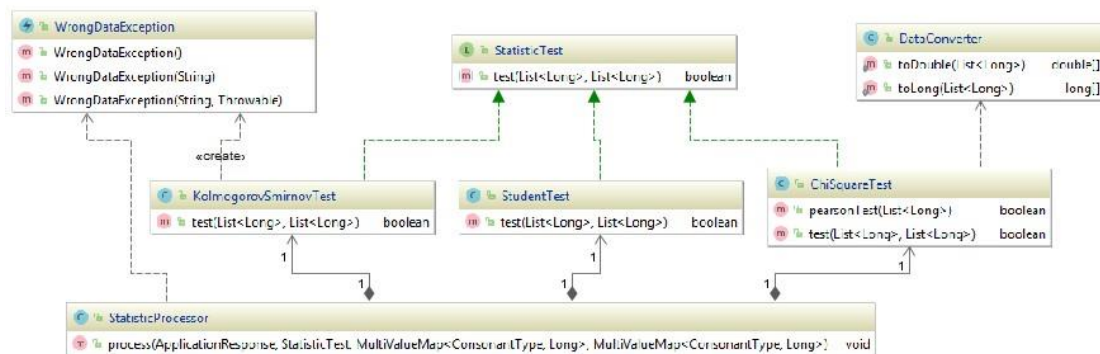 WrongDataException
WrongDataException()
WrongDataException(String)
WrongDataException(String, Throwable)
StatisticTest
test(List<Long>, List<Long>) boolean
DataConverter
toDouble(List<Long>) double[]
toLong(List<Long>) long[]
«create»
KolmogorovSmirnovTest
test(List<Long>, List<Long>) boolean
StudentTest
test(List<Long>, List<Long>) boolean
ChiSquareTest
pearsonTest(List<Long>) boolean
test(List<Long>, List<Long>) boolean
1 1 1
1 1 1
StatisticProcessor
process(ApplicationResponse, StatisticTest, MultiValueMap<ConsonantType, Long>, MultiValueMap<ConsonantType, Long>) void